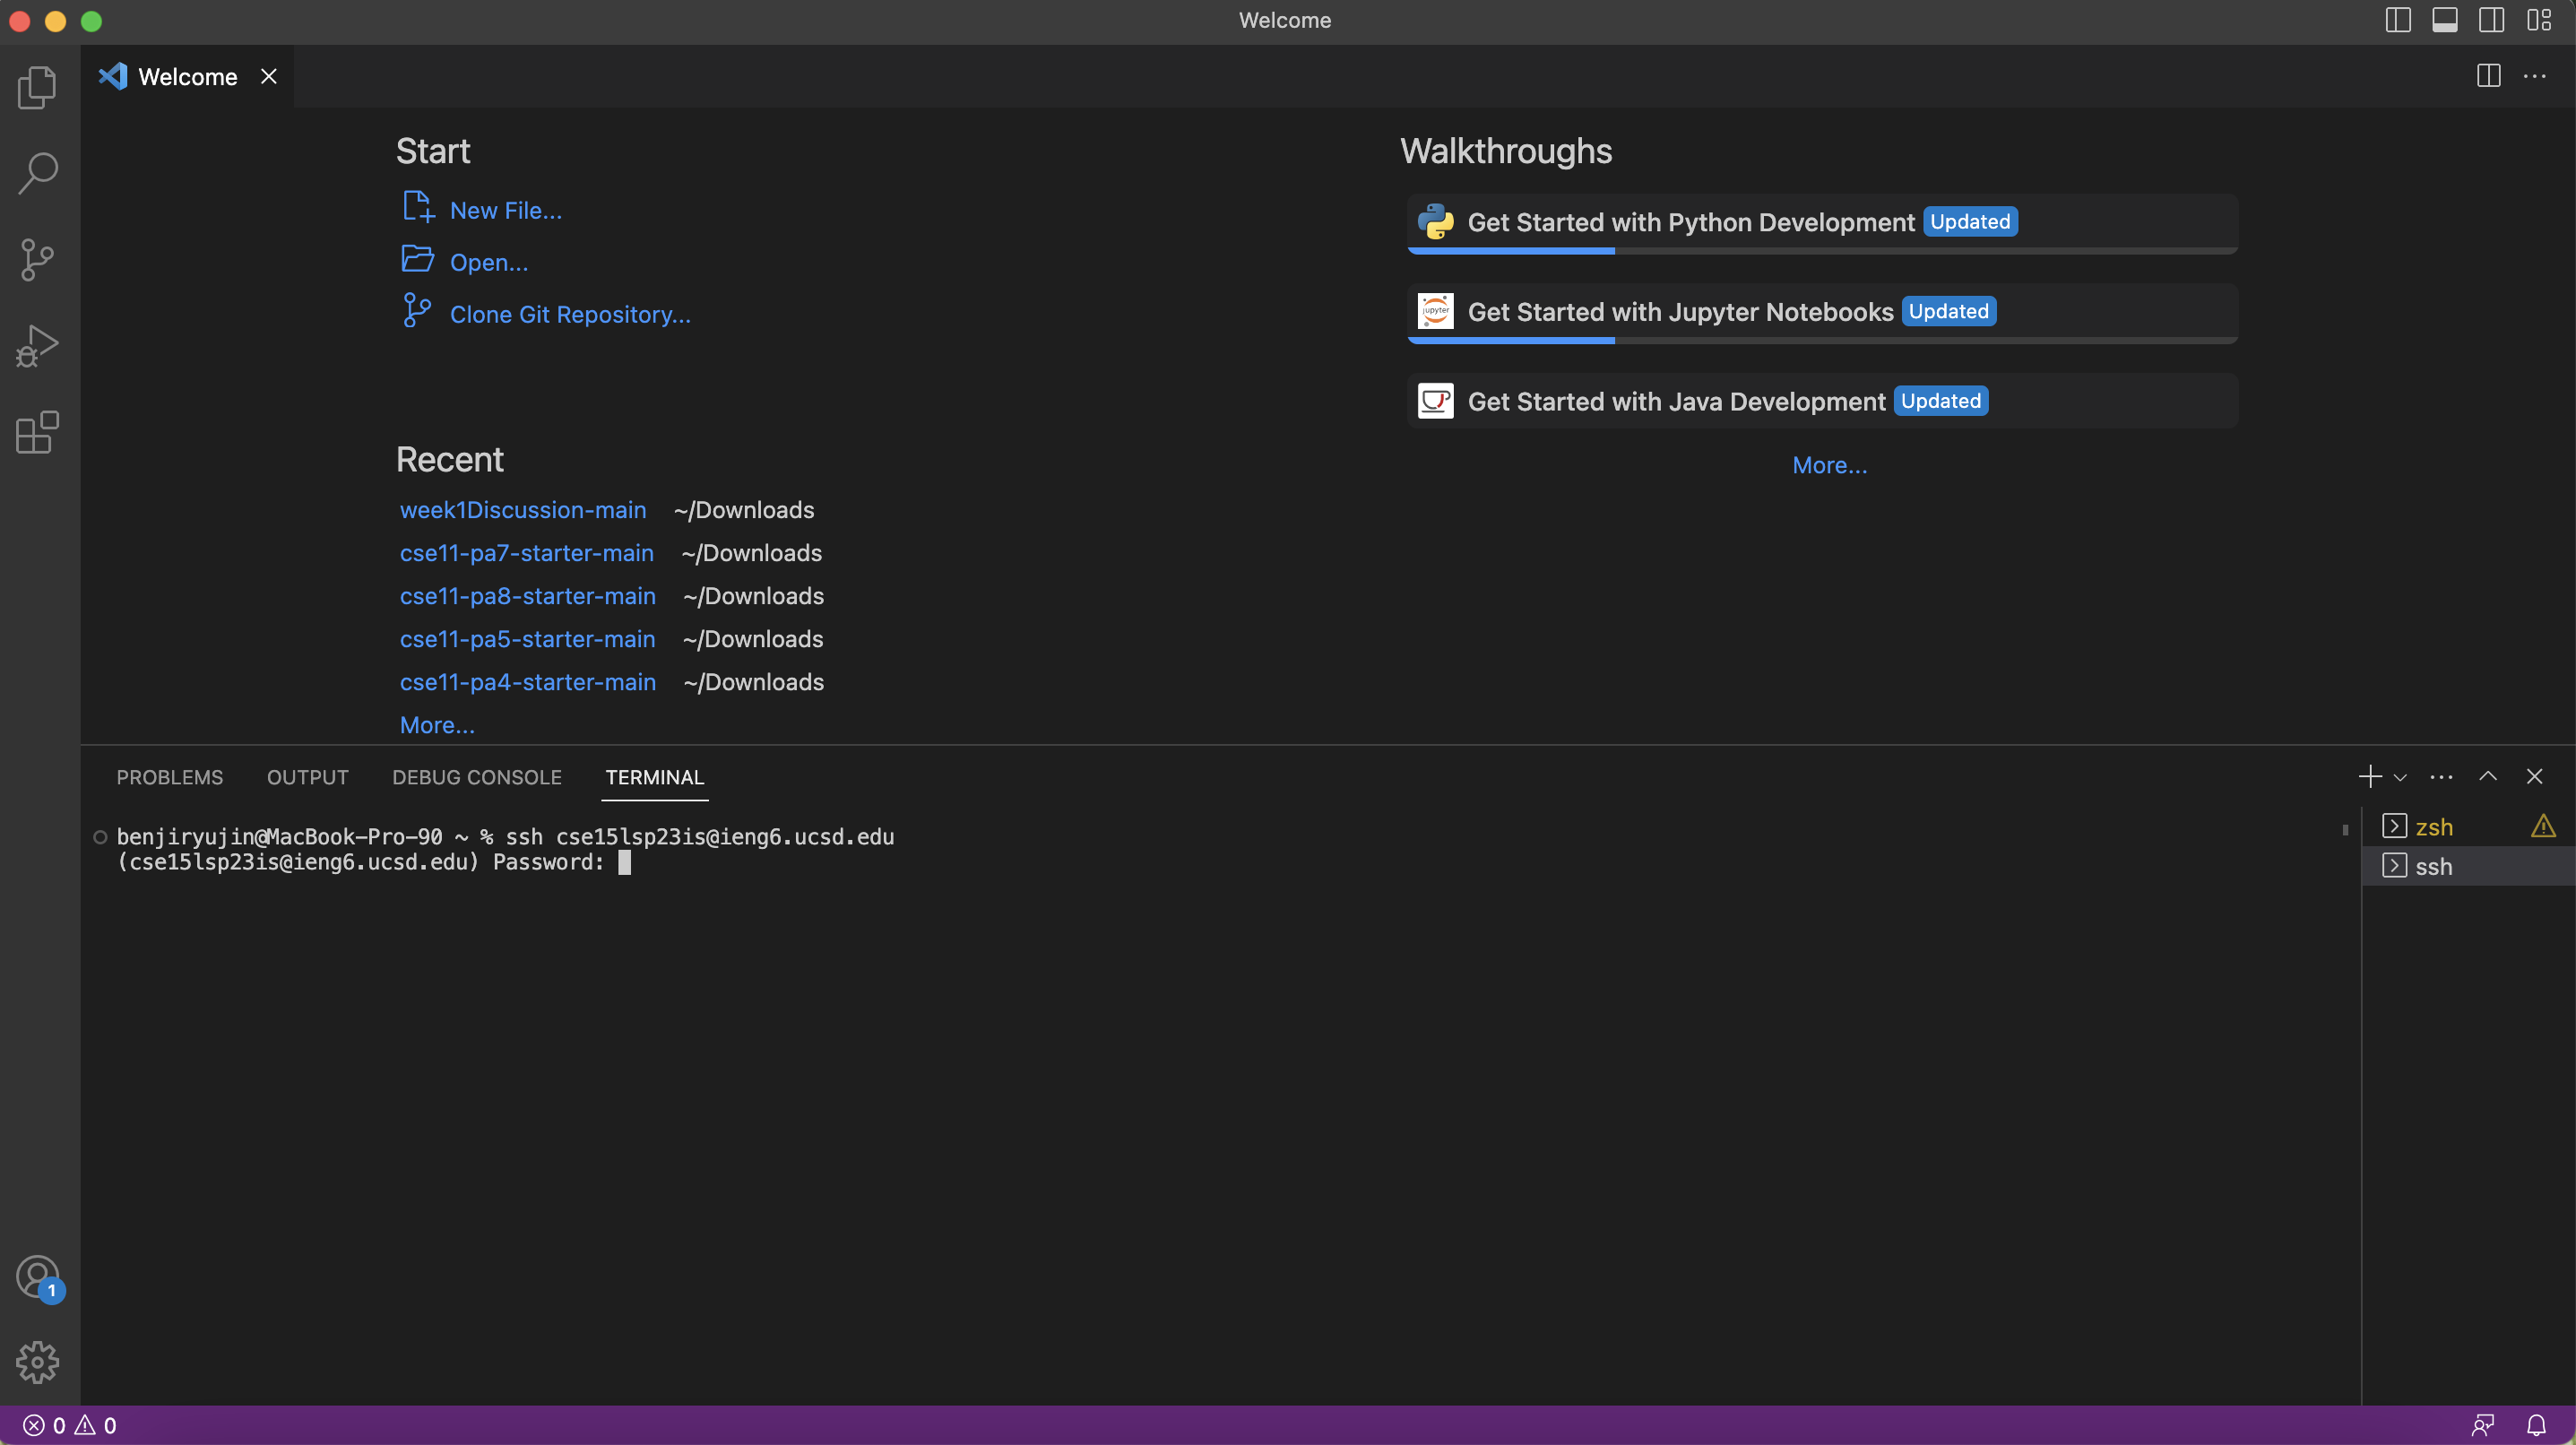 Welcome
Welcome
Start
New File...
Open...
Clone Git Repository...
Recent
week1Discussion-main ~/Downloads
cse11-pa7-starter-main ~/Downloads
cse11-pa8-starter-main ~/Downloads
cse11-pa5-starter-main ~/Downloads
cse11-pa4-starter-main ~/Downloads
More...
Walkthroughs
Get Started with Python Development Updated
jupyter
Get Started with Jupyter Notebooks Updated
Get Started with Java Development Updated
More...
PROBLEMS OUTPUT DEBUG CONSOLE TERMINAL
benjiryujin@MacBook-Pro-90 ~ % ssh cse15lsp23is@ieng6.ucsd.edu
(cse15lsp23is@ieng6.ucsd.edu) Password:
zsh
ssh
1
0 0